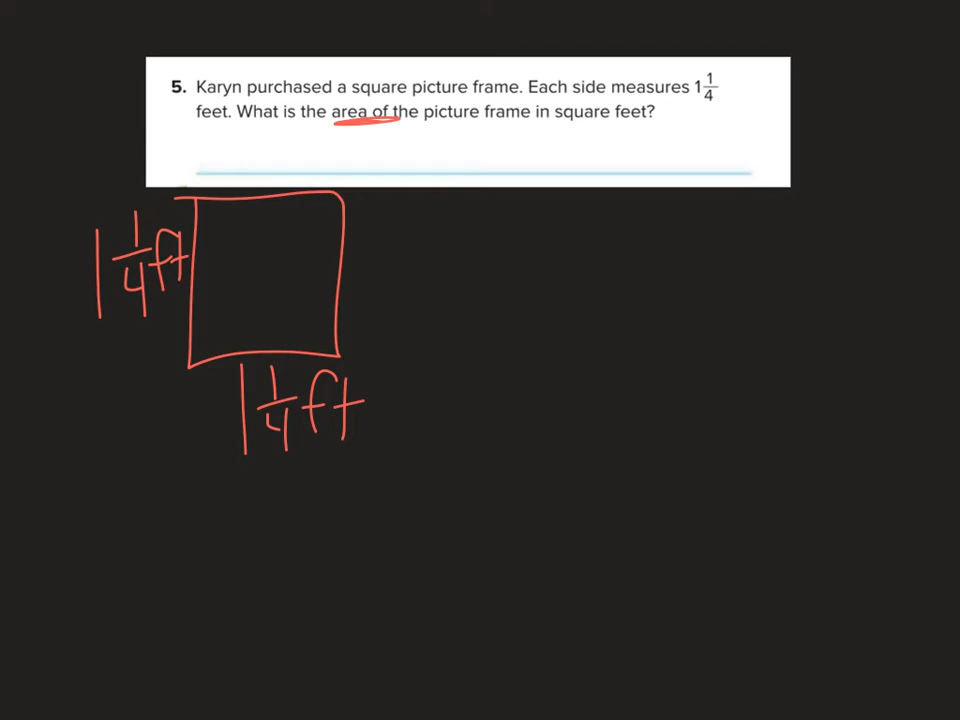 5. Karyn purchased a square picture frame. Each side measures 1 1/4
feet. What is the area of the picture frame in square feet?
1 1/4 ft
1 1/4 ft